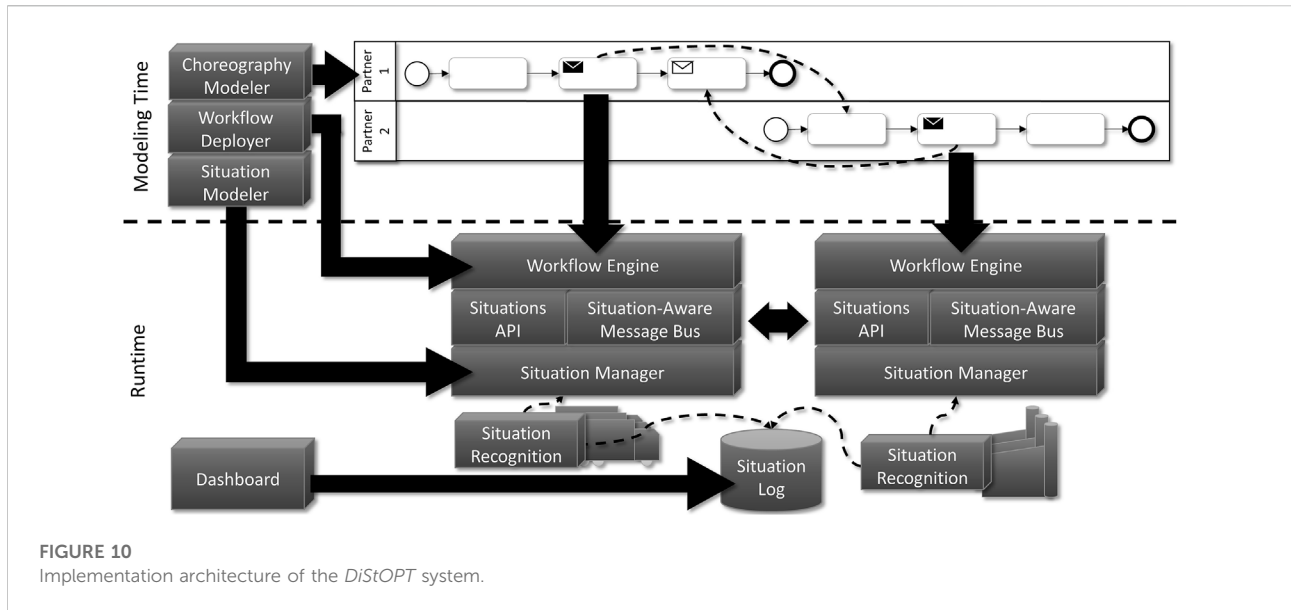 Modeling Time
Choreography
Modeler
Workflow
Deployer
Situation
Modeler
Partner
1
Partner
2
Runtime
Workflow Engine
Situations
API
Situation-Aware
Message Bus
Situation Manager
Workflow Engine
Situations
API
Situation-Aware
Message Bus
Situation Manager
Situation
Recognition
Situation
Recognition
Dashboard
Situation
Log
FIGURE 10
Implementation architecture of the DiStOPT system.